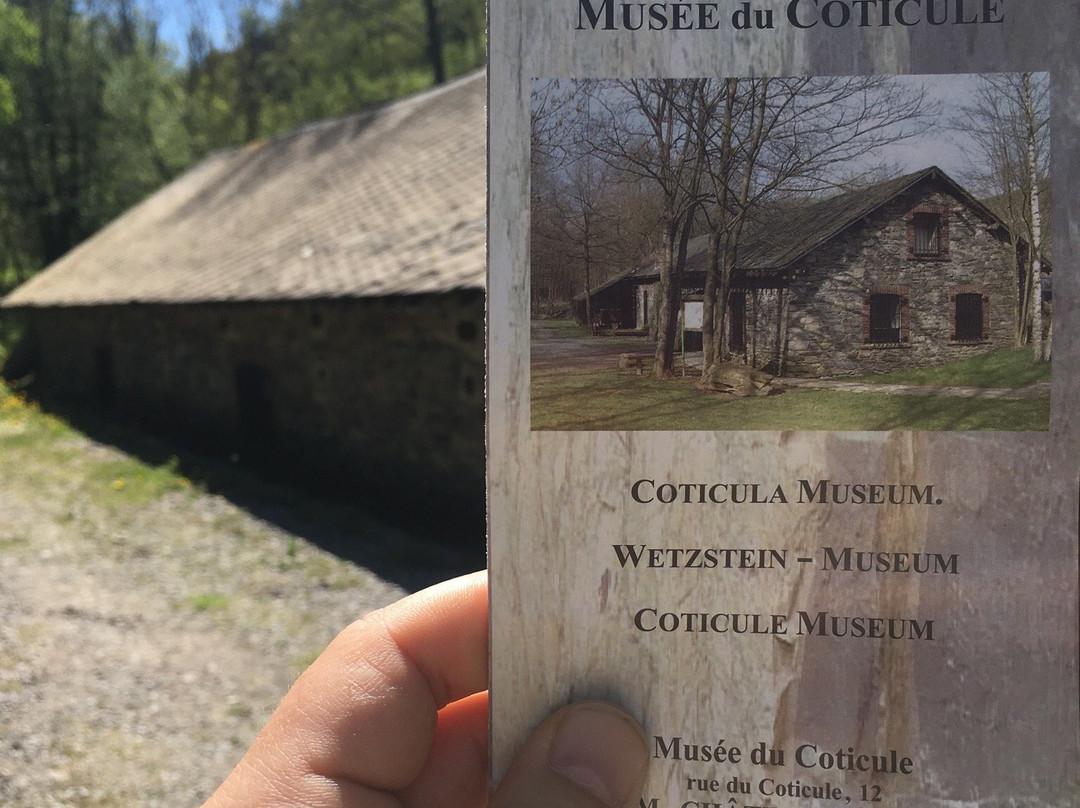 MUSÉE du COTICULE
COTICULA MUSEUM.
WETZSTEIN – MUSEUM
COTICULE MUSEUM
Musée du Coticule
rue du Coticule, 12